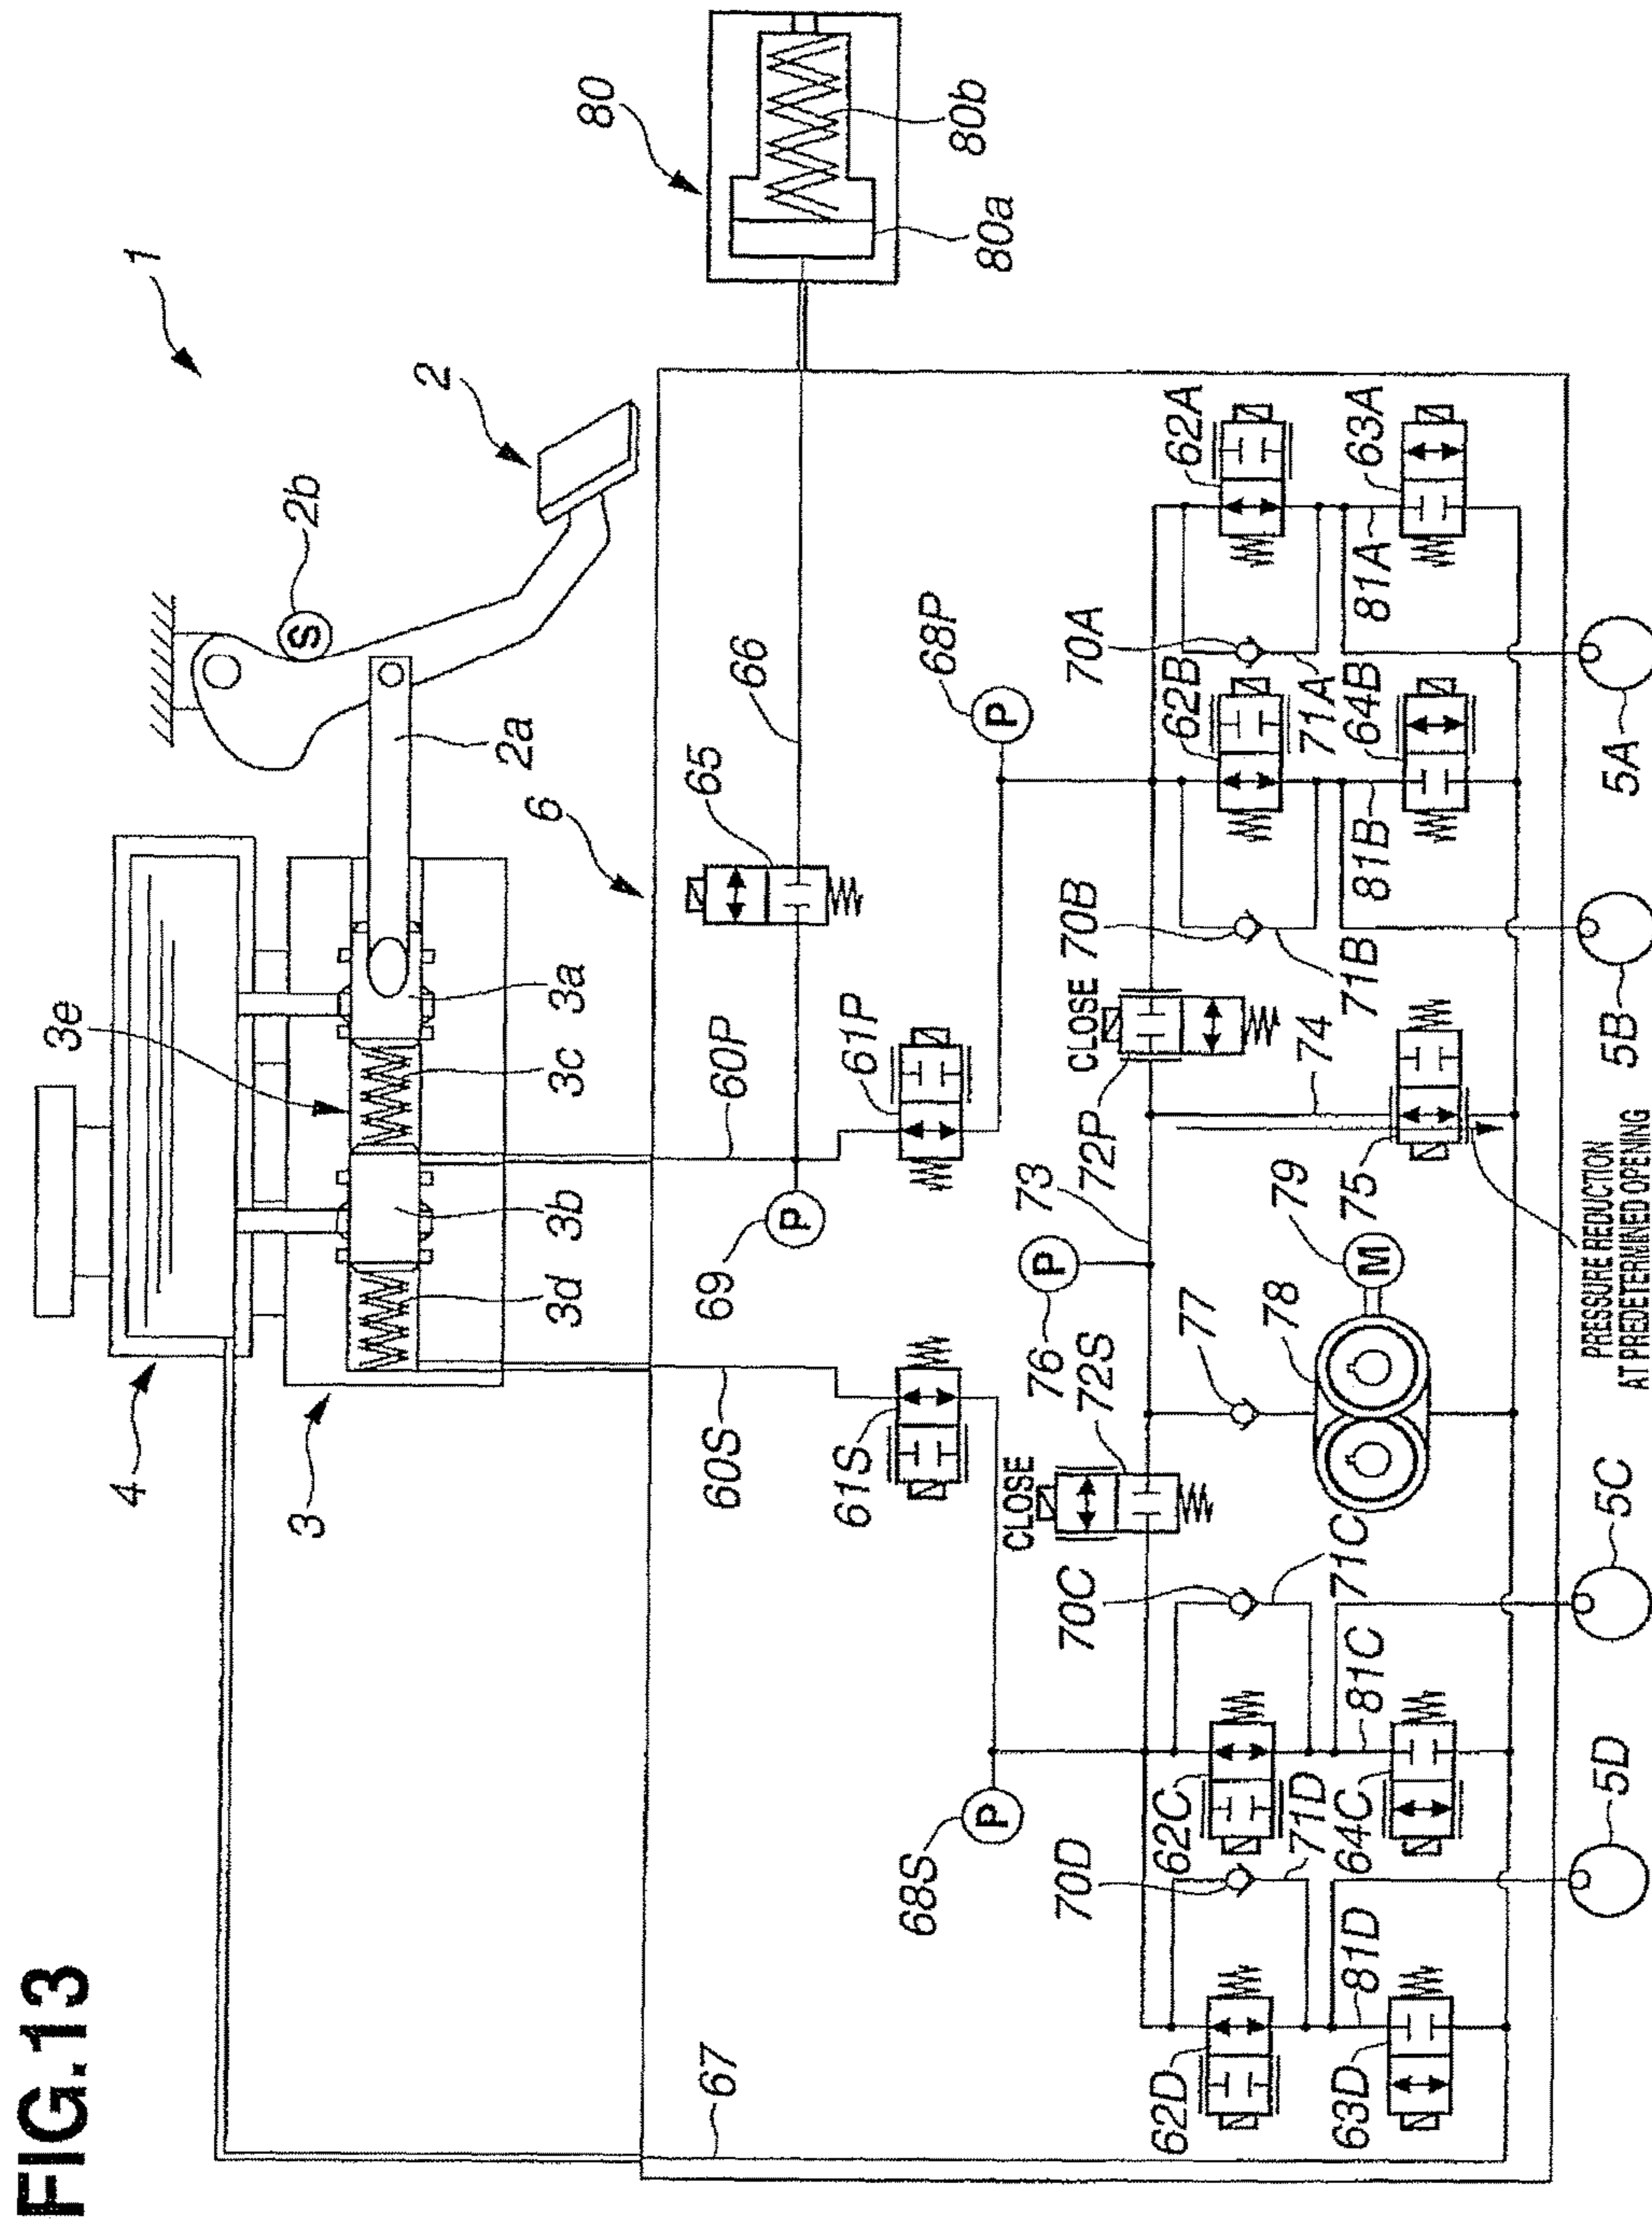 FIG.13
1
2
2b
2a
80
80b
80a
4
3
3e
3a
3c
3b
3d
S
6
65
66
67
60P
60S
69
P
61P
61S
68P
P
68S
P
CLOSE
72P
CLOSE
72S
73
74
75
76
P
77
78
79
M
PRESSURE REDUCTION
AT PREDETERMINED OPENING
70A
70B
70C
70D
71A
71B
71C
71D
62A
62B
62C
62D
63A
64B
64C
63D
81A
81B
81C
81D
5A
5B
5C
5D